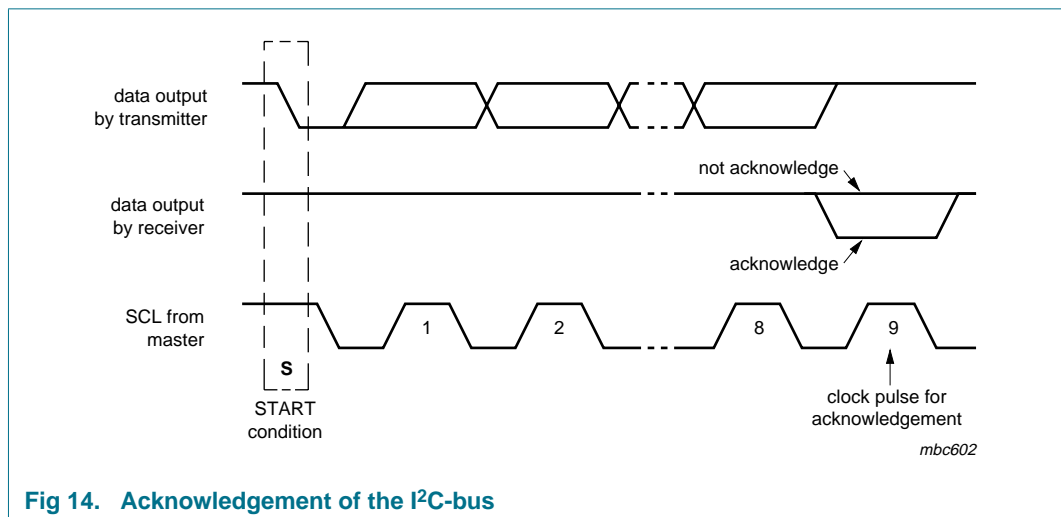 data output
by transmitter
not acknowledge
data output
by receiver
acknowledge
SCL from
master
1
2
8
9
S
START
condition
clock pulse for
acknowledgement
mbc602
Fig 14. Acknowledgement of the I²C-bus